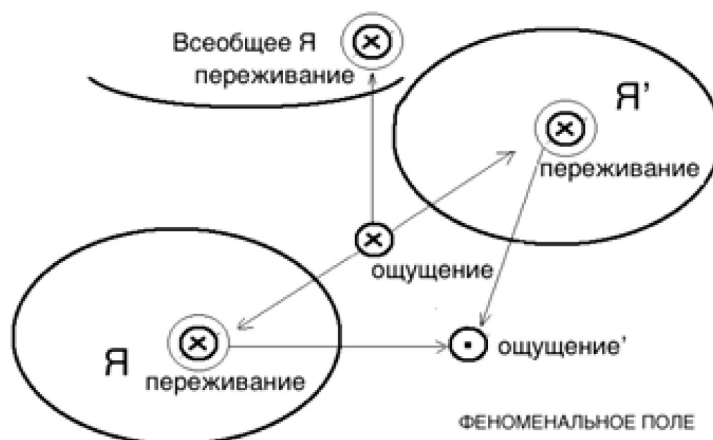 Всеобщее Я
переживание
Я’
переживание
ощущение
Я
переживание
ощущение’
ФЕНОМЕНАЛЬНОЕ ПОЛЕ